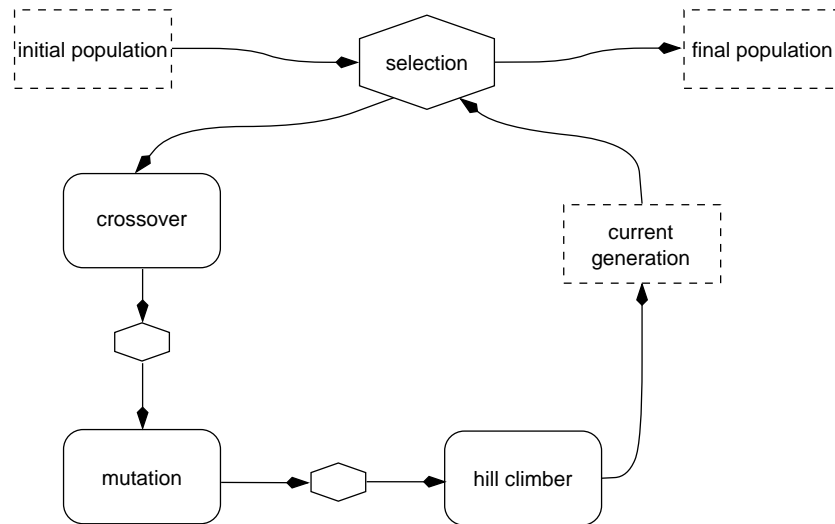 initial population
selection
final population
crossover
current
generation
mutation
hill climber